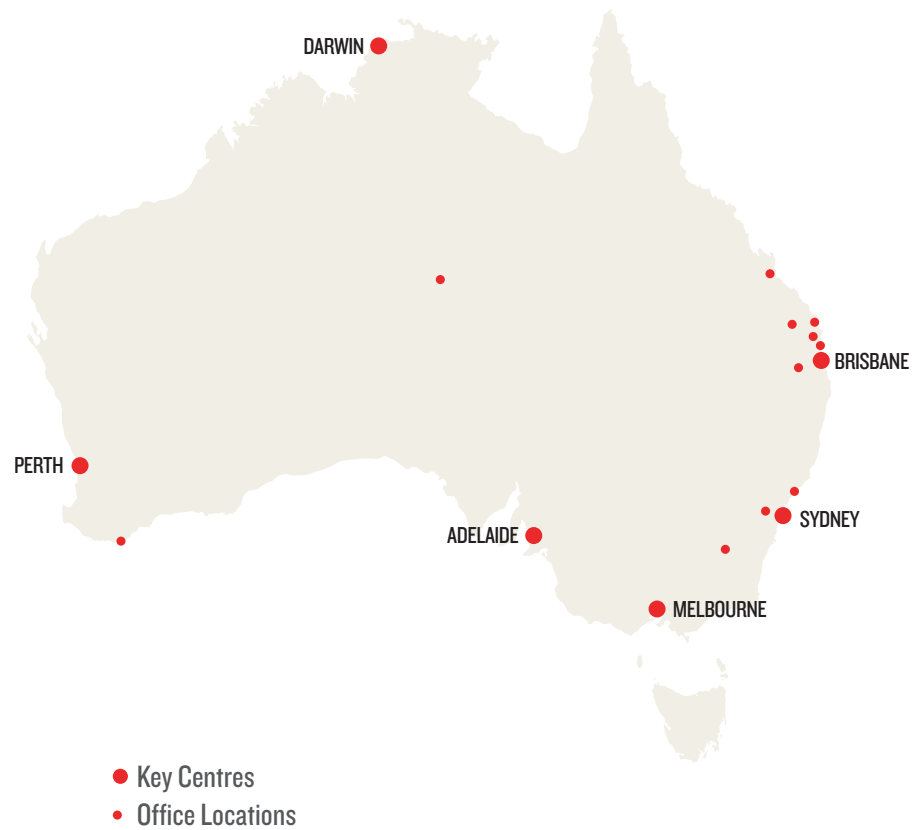 DARWIN
BRISBANE
PERTH
SYDNEY
ADELAIDE
MELBOURNE
Key Centres
Office Locations